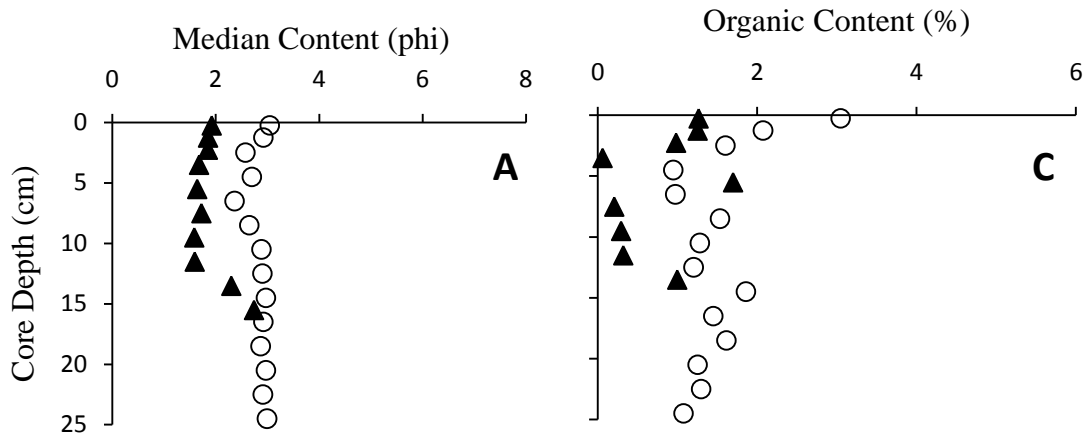 Median Content (phi)
0 2 4 6 8
0
5
10
15
20
25
Core Depth (cm)
A
Organic Content (%)
0 2 4 6
C